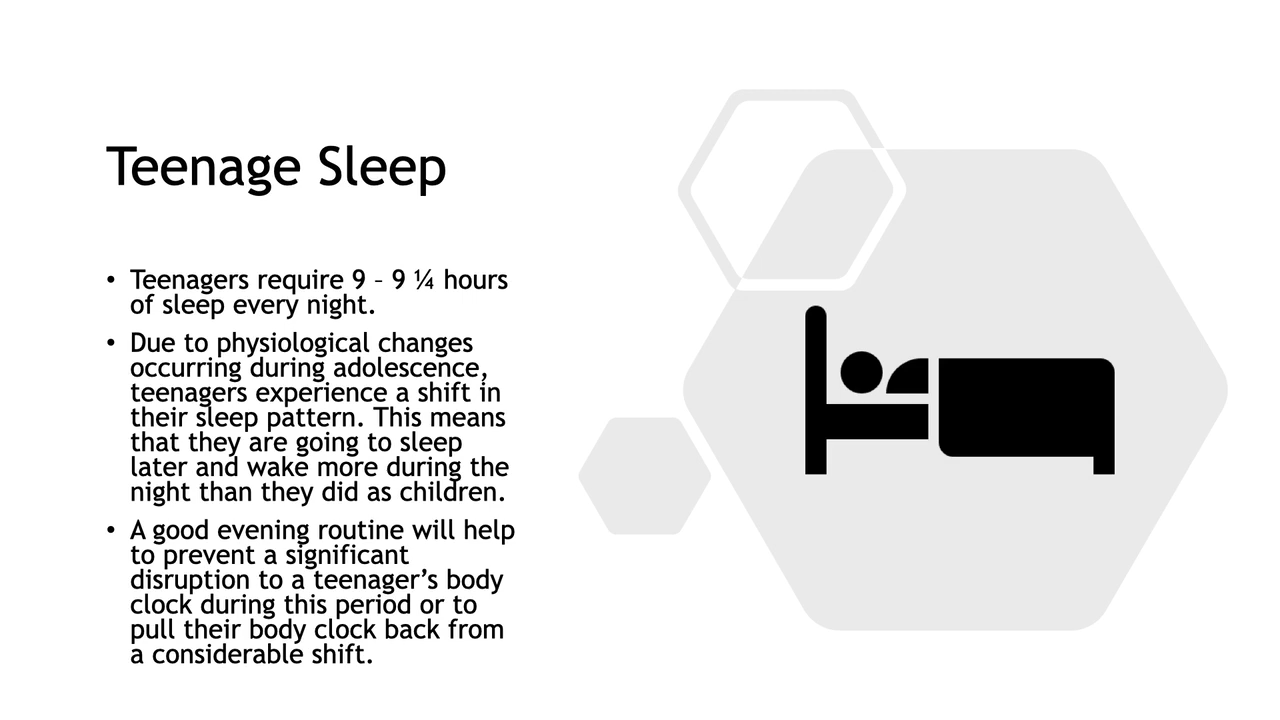 Teenage Sleep
• Teenagers require 9 – 9 ¼ hours
of sleep every night.
• Due to physiological changes
occurring during adolescence,
teenagers experience a shift in
their sleep pattern. This means
that they are going to sleep
later and wake more during the
night than they did as children.
• A good evening routine will help
to prevent a significant
disruption to a teenager’s body
clock during this period or to
pull their body clock back from
a considerable shift.